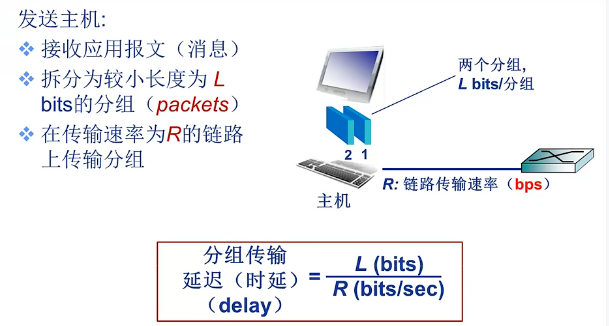 发送主机:
❖ 接收应用报文（消息）
❖ 拆分为较小长度为 L
bits的分组（packets）
❖ 在传输速率为R的链路
上传输分组
两个分组,
L bits/分组
2 1
R: 链路传输速率（bps）
主机
分组传输
延迟（时延）
（delay）
=
L (bits)
R (bits/sec)